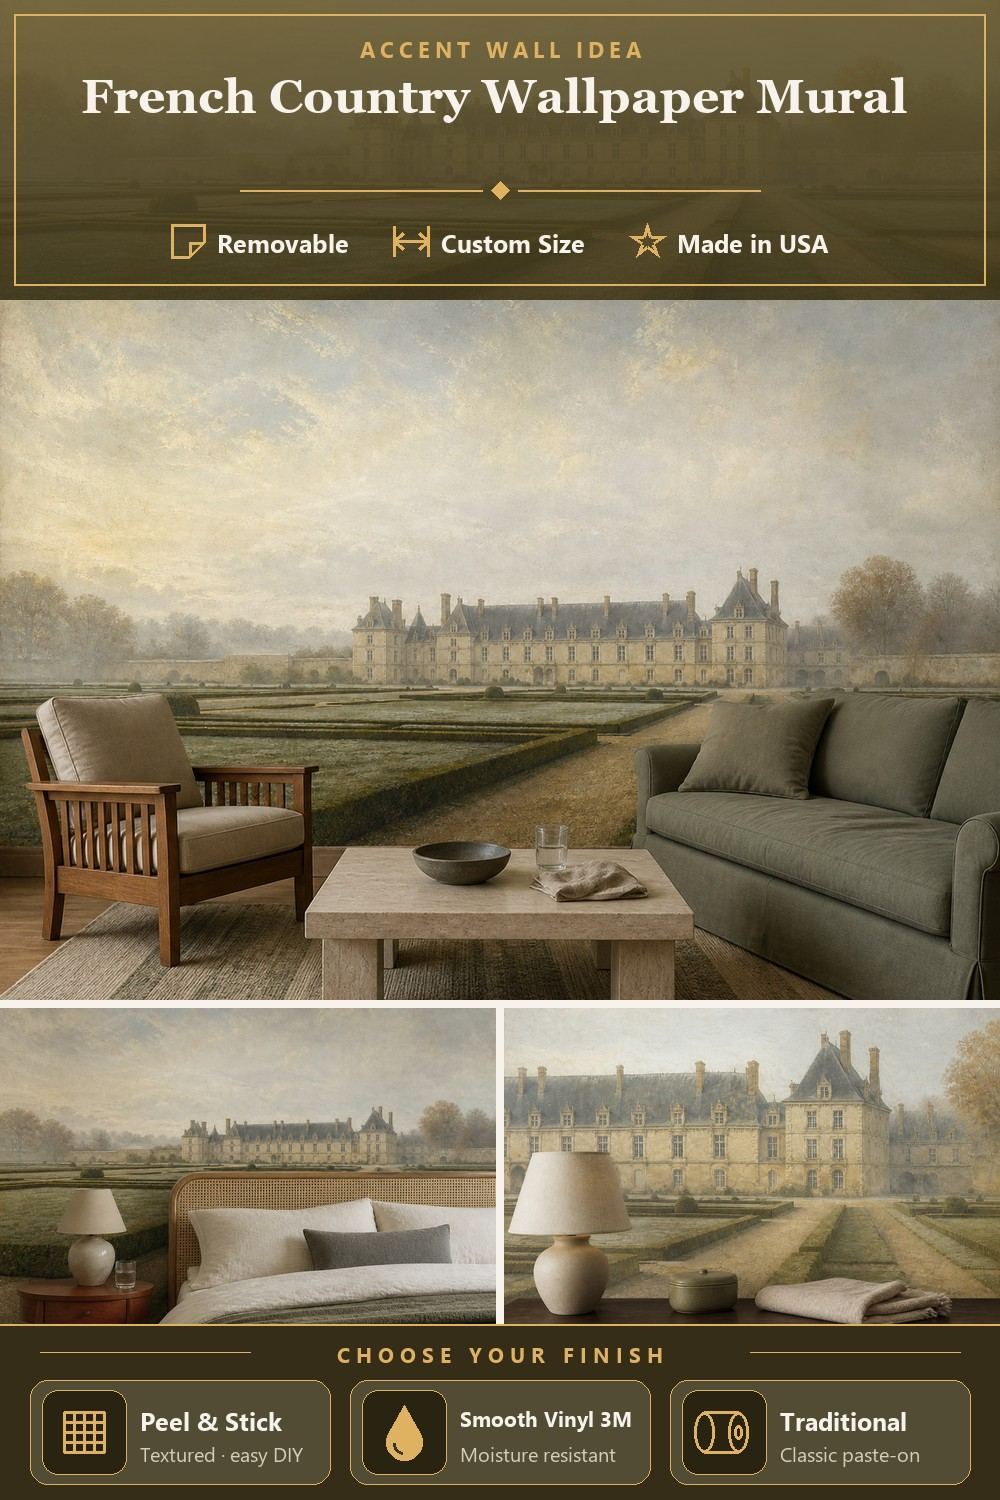 ACCENT WALL IDEA
French Country Wallpaper Mural
Removable
Custom Size
Made in USA
CHOOSE YOUR FINISH
Peel & Stick
Textured · easy DIY
Smooth Vinyl 3M
Moisture resistant
Traditional
Classic paste-on